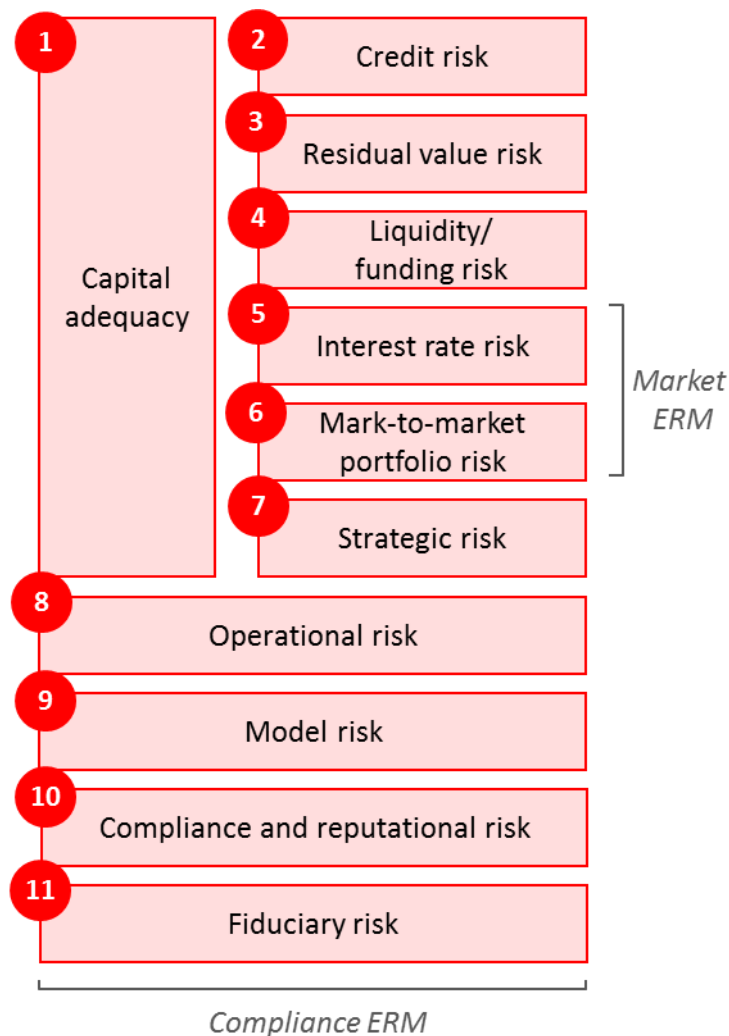 1
Capital
adequacy
2
Credit risk
3
Residual value risk
4
Liquidity/
funding risk
5
Interest rate risk
6
Mark-to-market
portfolio risk
Market
ERM
7
Strategic risk
8
Operational risk
9
Model risk
10
Compliance and reputational risk
11
Fiduciary risk
Compliance ERM